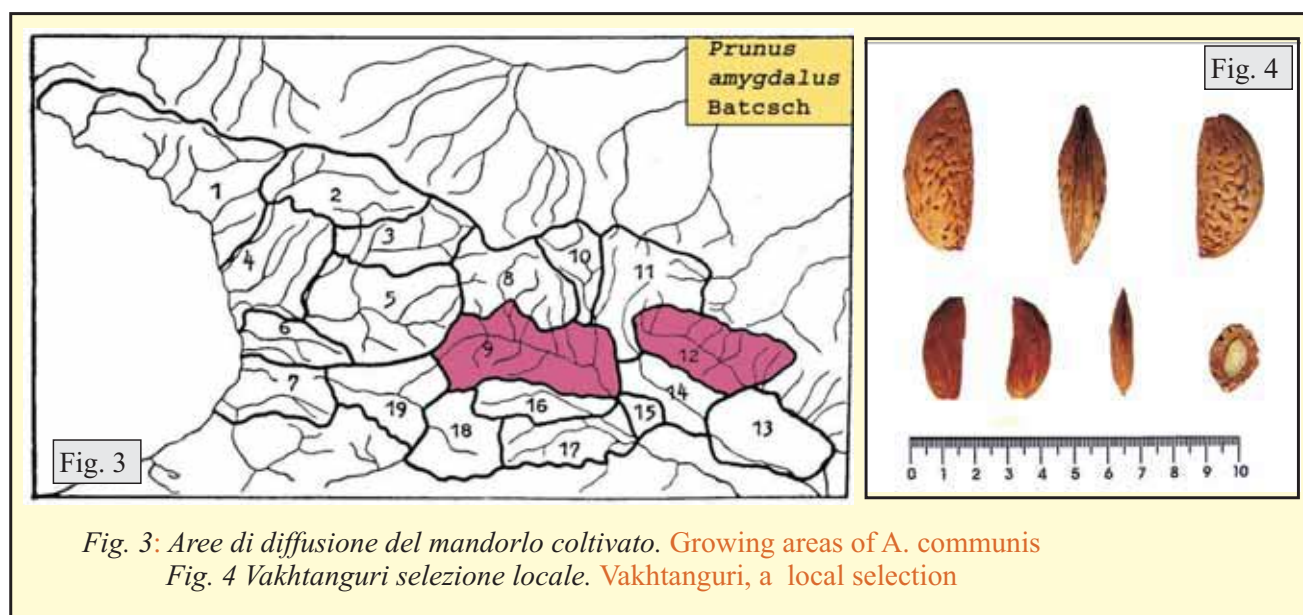 Prunus
amygdalus
Batcsch
1
2
3
4
5
6
7
8
9
10
11
12
13
14
15
16
17
18
19
Fig. 3
Fig. 4
0 1 2 3 4 5 6 7 8 9 10
Fig. 3: Aree di diffusione del mandorlo coltivato. Growing areas of A. communis
Fig. 4 Vakhtanguri selezione locale. Vakhtanguri, a local selection